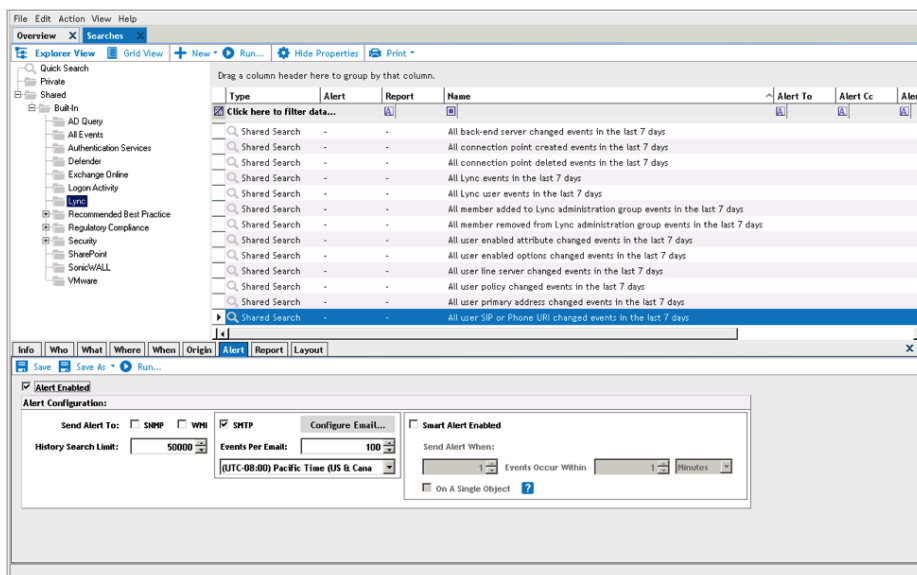 File Edit Action View Help
Overview X Searches X
Explorer View Grid View New Run... Hide Properties Print
Quick Search
Private
Shared
Built-In
AD Query
All Events
Authentication Services
Defender
Exchange Online
Logon Activity
Lync
Recommended Best Practice
Regulatory Compliance
Security
SharePoint
SonicWALL
VMware
Drag a column header here to group by that column.
Type Alert Report Name Alert To Alert Cc Aler
Click here to filter data... A A A A
Shared Search - - All back-end server changed events in the last 7 days
Shared Search - - All connection point created events in the last 7 days
Shared Search - - All connection point deleted events in the last 7 days
Shared Search - - All Lync events in the last 7 days
Shared Search - - All Lync user events in the last 7 days
Shared Search - - All member added to Lync administration group events in the last 7 days
Shared Search - - All member removed from Lync administration group events in the last 7 days
Shared Search - - All user enabled attribute changed events in the last 7 days
Shared Search - - All user enabled options changed events in the last 7 days
Shared Search - - All user line server changed events in the last 7 days
Shared Search - - All user policy changed events in the last 7 days
Shared Search - - All user primary address changed events in the last 7 days
Shared Search - - All user SIP or Phone URI changed events in the last 7 days
Info Who What Where When Origin Alert Report Layout X
Save Save As Run...
Alert Enabled
Alert Configuration:
Send Alert To: SNMP WMI SMTP Configure Email... Smart Alert Enabled
History Search Limit: 50000 Events Per Email: 100 Send Alert When:
(UTC-08:00) Pacific Time (US & Cana 1 Events Occur Within 1 Minutes
On A Single Object ?